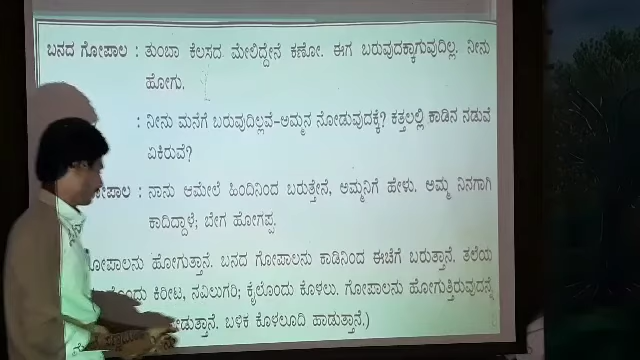 ಬನದ ಗೋಪಾಲ : ತುಂಬಾ ಕೆಲಸದ ಮೇಲಿದ್ದೇನೆ ಕಣೋ. ಈಗ ಬರುವುದಕ್ಕಾಗುವುದಿಲ್ಲ. ನೀನು
ಹೋಗು.
: ನೀನು ಮನೆಗೆ ಬರುವುದಿಲ್ಲವೆ-ಅಮ್ಮನ ನೋಡುವುದಕ್ಕೆ? ಕತ್ತಲಲ್ಲಿ ಕಾಡಿನ ನಡುವೆ
ಏಕಿರುವೆ?
: ನಾನು ಆಮೇಲೆ ಹಿಂದಿನಿಂದ ಬರುತ್ತೇನೆ, ಅಮ್ಮನಿಗೆ ಹೇಳು. ಅಮ್ಮ ನಿನಗಾಗಿ
ಕಾದಿದ್ದಾಳೆ; ಬೇಗ ಹೋಗಪ್ಪ.
ಗೋಪಾಲನು ಹೋಗುತ್ತಾನೆ. ಬನದ ಗೋಪಾಲನು ಕಾಡಿನಿಂದ ಈಚೆಗೆ ಬರುತ್ತಾನೆ. ತಲೆಯ
ಕಿರೀಟ, ನವಿಲುಗರಿ; ಕೈಲೊಂದು ಕೊಳಲು. ಗೋಪಾಲನು ಹೋಗುತ್ತಿರುವುದನ್ನೆ
ಬಳಿಕ ಕೊಳಲೂದಿ ಹಾಡುತ್ತಾನೆ.)